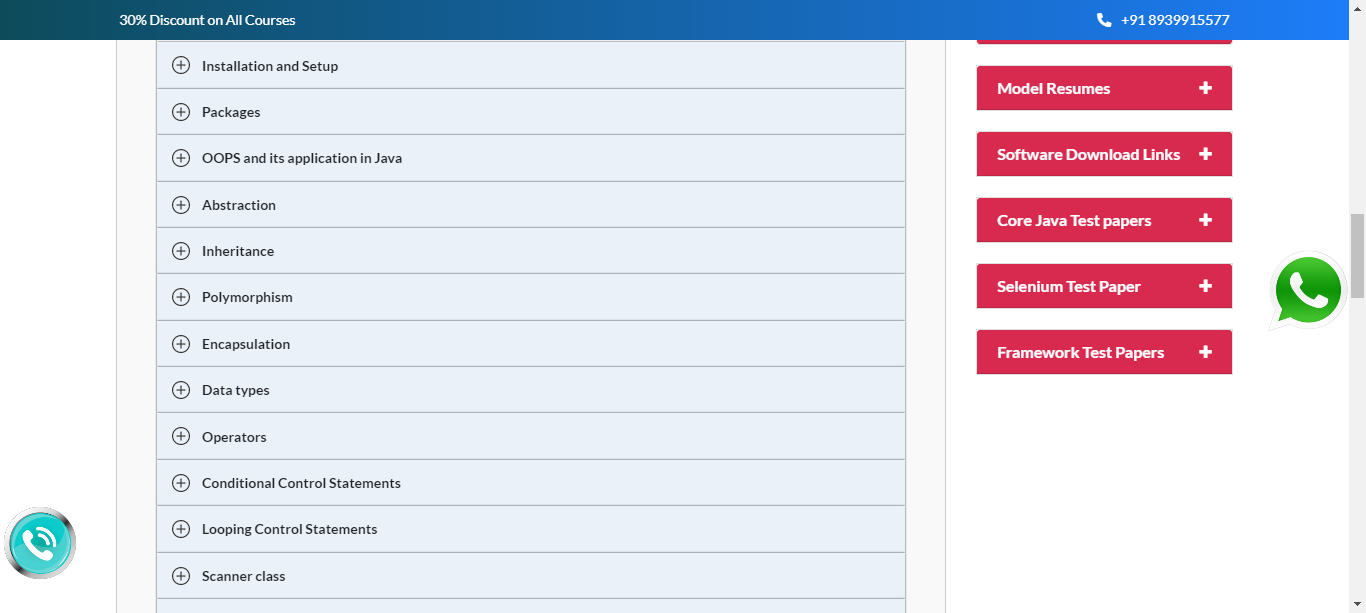 30% Discount on All Courses
+91 8939915577
Installation and Setup
Packages
OOPS and its application in Java
Abstraction
Inheritance
Polymorphism
Encapsulation
Data types
Operators
Conditional Control Statements
Looping Control Statements
Scanner class
Model Resumes
Software Download Links
Core Java Test papers
Selenium Test Paper
Framework Test Papers